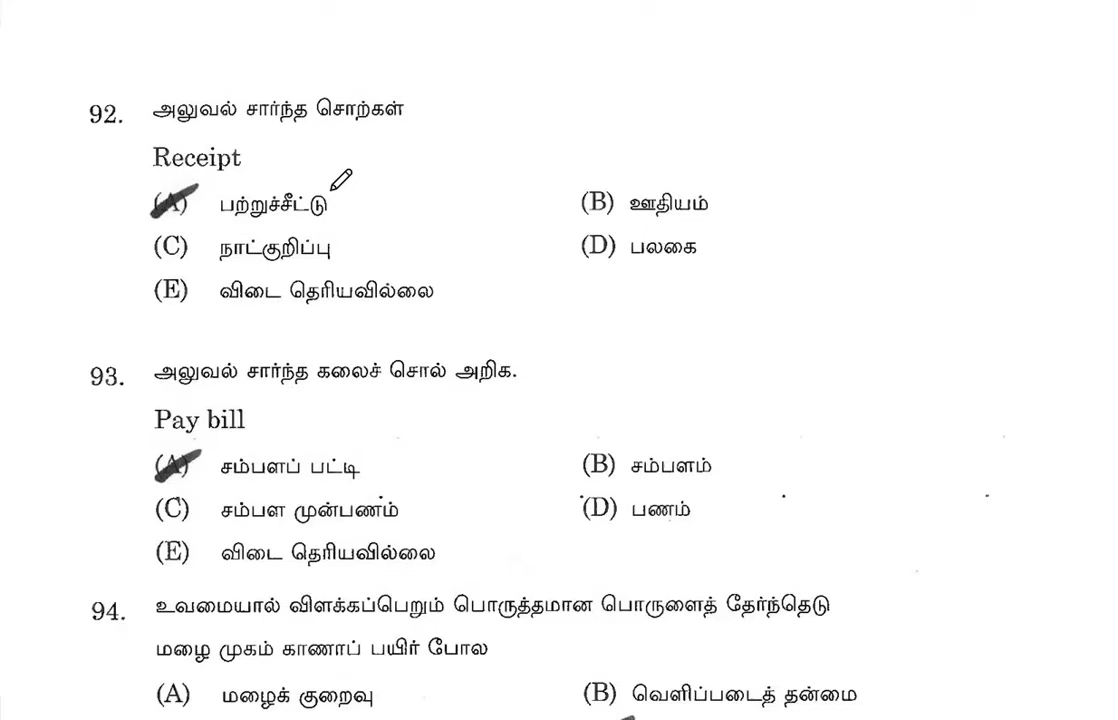 92. அலுவல் சார்ந்த சொற்கள்
Receipt
(A) பற்றுச்சீட்டு (B) ஊதியம்
(C) நாட்குறிப்பு (D) பலகை
(E) விடை தெரியவில்லை
93. அலுவல் சார்ந்த கலைச் சொல் அறிக.
Pay bill
(A) சம்பளப் பட்டி (B) சம்பளம்
(C) சம்பள முன்பணம் (D) பணம்
(E) விடை தெரியவில்லை
94. உவமையால் விளக்கப்பெறும் பொருத்தமான பொருளைத் தேர்ந்தெடு
மழை முகம் காணாப் பயிர் போல
(A) மழைக் குறைவு (B) வெளிப்படைத் தன்மை